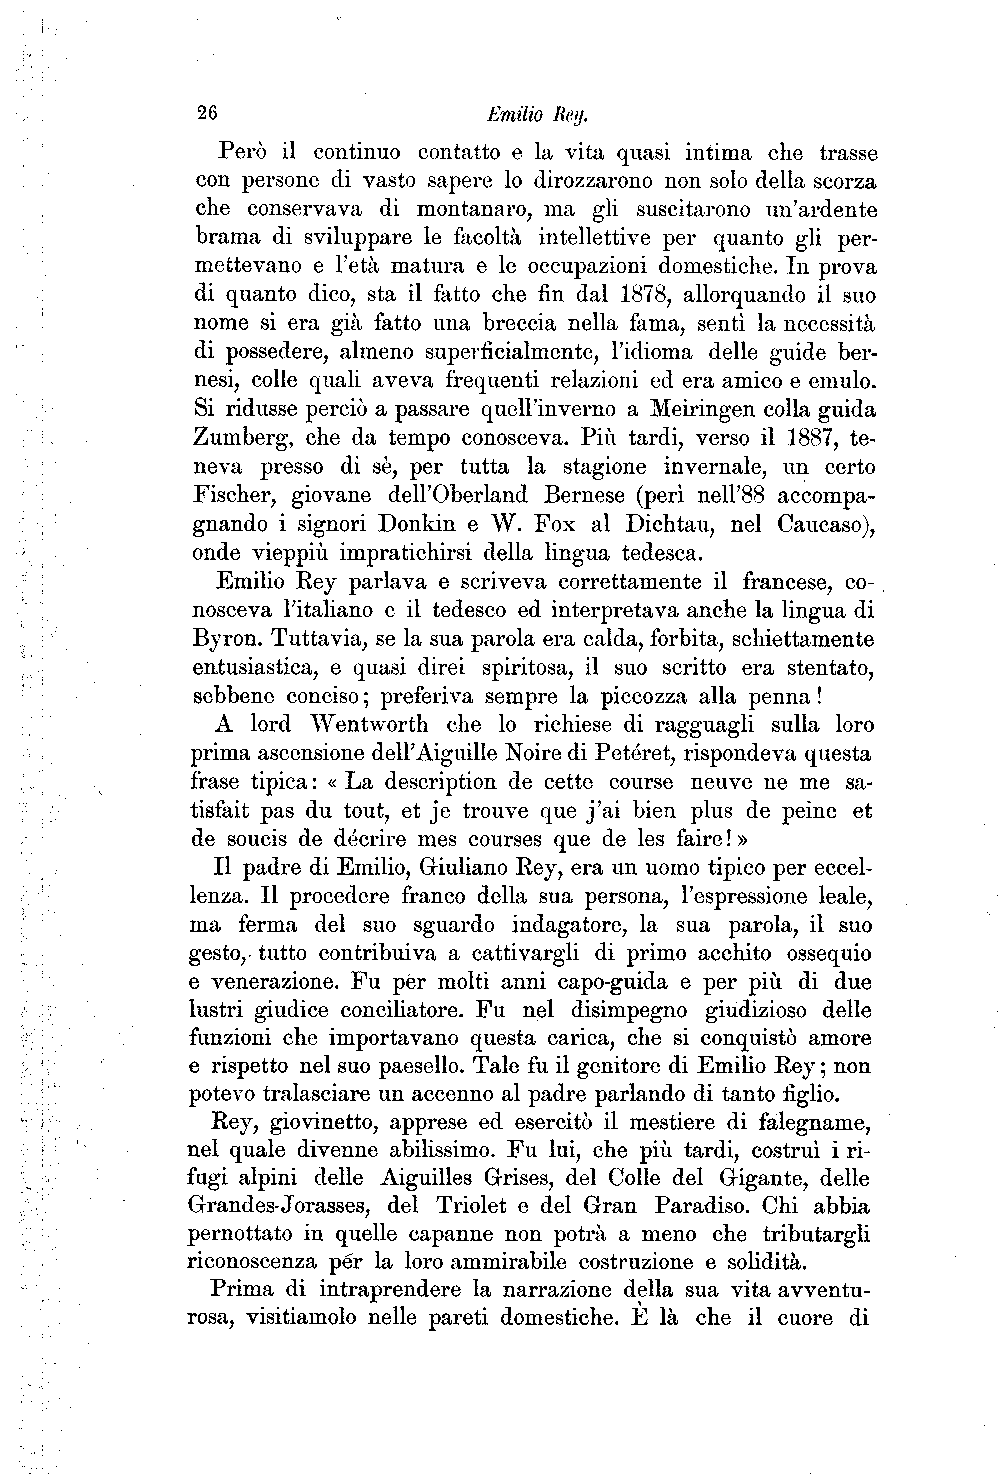 26 Emilio Rey.
Però il continuo contatto e la vita quasi intima che trasse
con persone di vasto sapere lo dirozzarono non solo della scorza
che conservava di montanaro, ma gli suscitarono un'ardente
brama di sviluppare le facoltà intellettive per quanto gli per-
mettevano e l'età matura e le occupazioni domestiche. In prova
di quanto dico, sta il fatto che fin dal 1878, allorquando il suo
nome si era già fatto una breccia nella fama, sentì la necessità
di possedere, almeno superficialmente, l'idioma delle guide ber-
nesi, colle quali aveva frequenti relazioni ed era amico e emulo.
Si ridusse perciò a passare quell'inverno a Meiringen colla guida
Zumberg, che da tempo conosceva. Più tardi, verso il 1887, te-
neva presso di sè, per tutta la stagione invernale, un certo
Fischer, giovane dell'Oberland Bernese (perì nell'88 accompa-
gnando i signori Donkin e W. Fox al Dichtau, nel Caucaso),
onde vieppiù impratichirsi della lingua tedesca.
Emilio Rey parlava e scriveva correttamente il francese, co-
nosceva l'italiano e il tedesco ed interpretava anche la lingua di
Byron. Tuttavia, se la sua parola era calda, forbita, schiettamente
entusiastica, e quasi direi spiritosa, il suo scritto era stentato,
sebbene conciso; preferiva sempre la piccozza alla penna!
A lord Wentworth che lo richiese di ragguagli sulla loro
prima ascensione dell'Aiguille Noire di Petéret, rispondeva questa
frase tipica: « La description de cette course neuve ne me sa-
tisfait pas du tout, et je trouve que j'ai bien plus de peine et
de soucis de décrire mes courses que de les faire! »
Il padre di Emilio, Giuliano Rey, era un uomo tipico per eccel-
lenza. Il procedere franco della sua persona, l'espressione leale,
ma ferma del suo sguardo indagatore, la sua parola, il suo
gesto, tutto contribuiva a cattivargli di primo acchito ossequio
e venerazione. Fu per molti anni capo-guida e per più di due
lustri giudice conciliatore. Fu nel disimpegno giudizioso delle
funzioni che importavano questa carica, che si conquistò amore
e rispetto nel suo paesello. Tale fu il genitore di Emilio Rey; non
potevo tralasciare un accenno al padre parlando di tanto figlio.
Rey, giovinetto, apprese ed esercitò il mestiere di falegname,
nel quale divenne abilissimo. Fu lui, che più tardi, costruì i ri-
fugi alpini delle Aiguilles Grises, del Colle del Gigante, delle
Grandes-Jorasses, del Triolet e del Gran Paradiso. Chi abbia
pernottato in quelle capanne non potrà a meno che tributargli
riconoscenza pér la loro ammirabile costruzione e solidità.
Prima di intraprendere la narrazione della sua vita avventu-
rosa, visitiamolo nelle pareti domestiche. È là che il cuore di